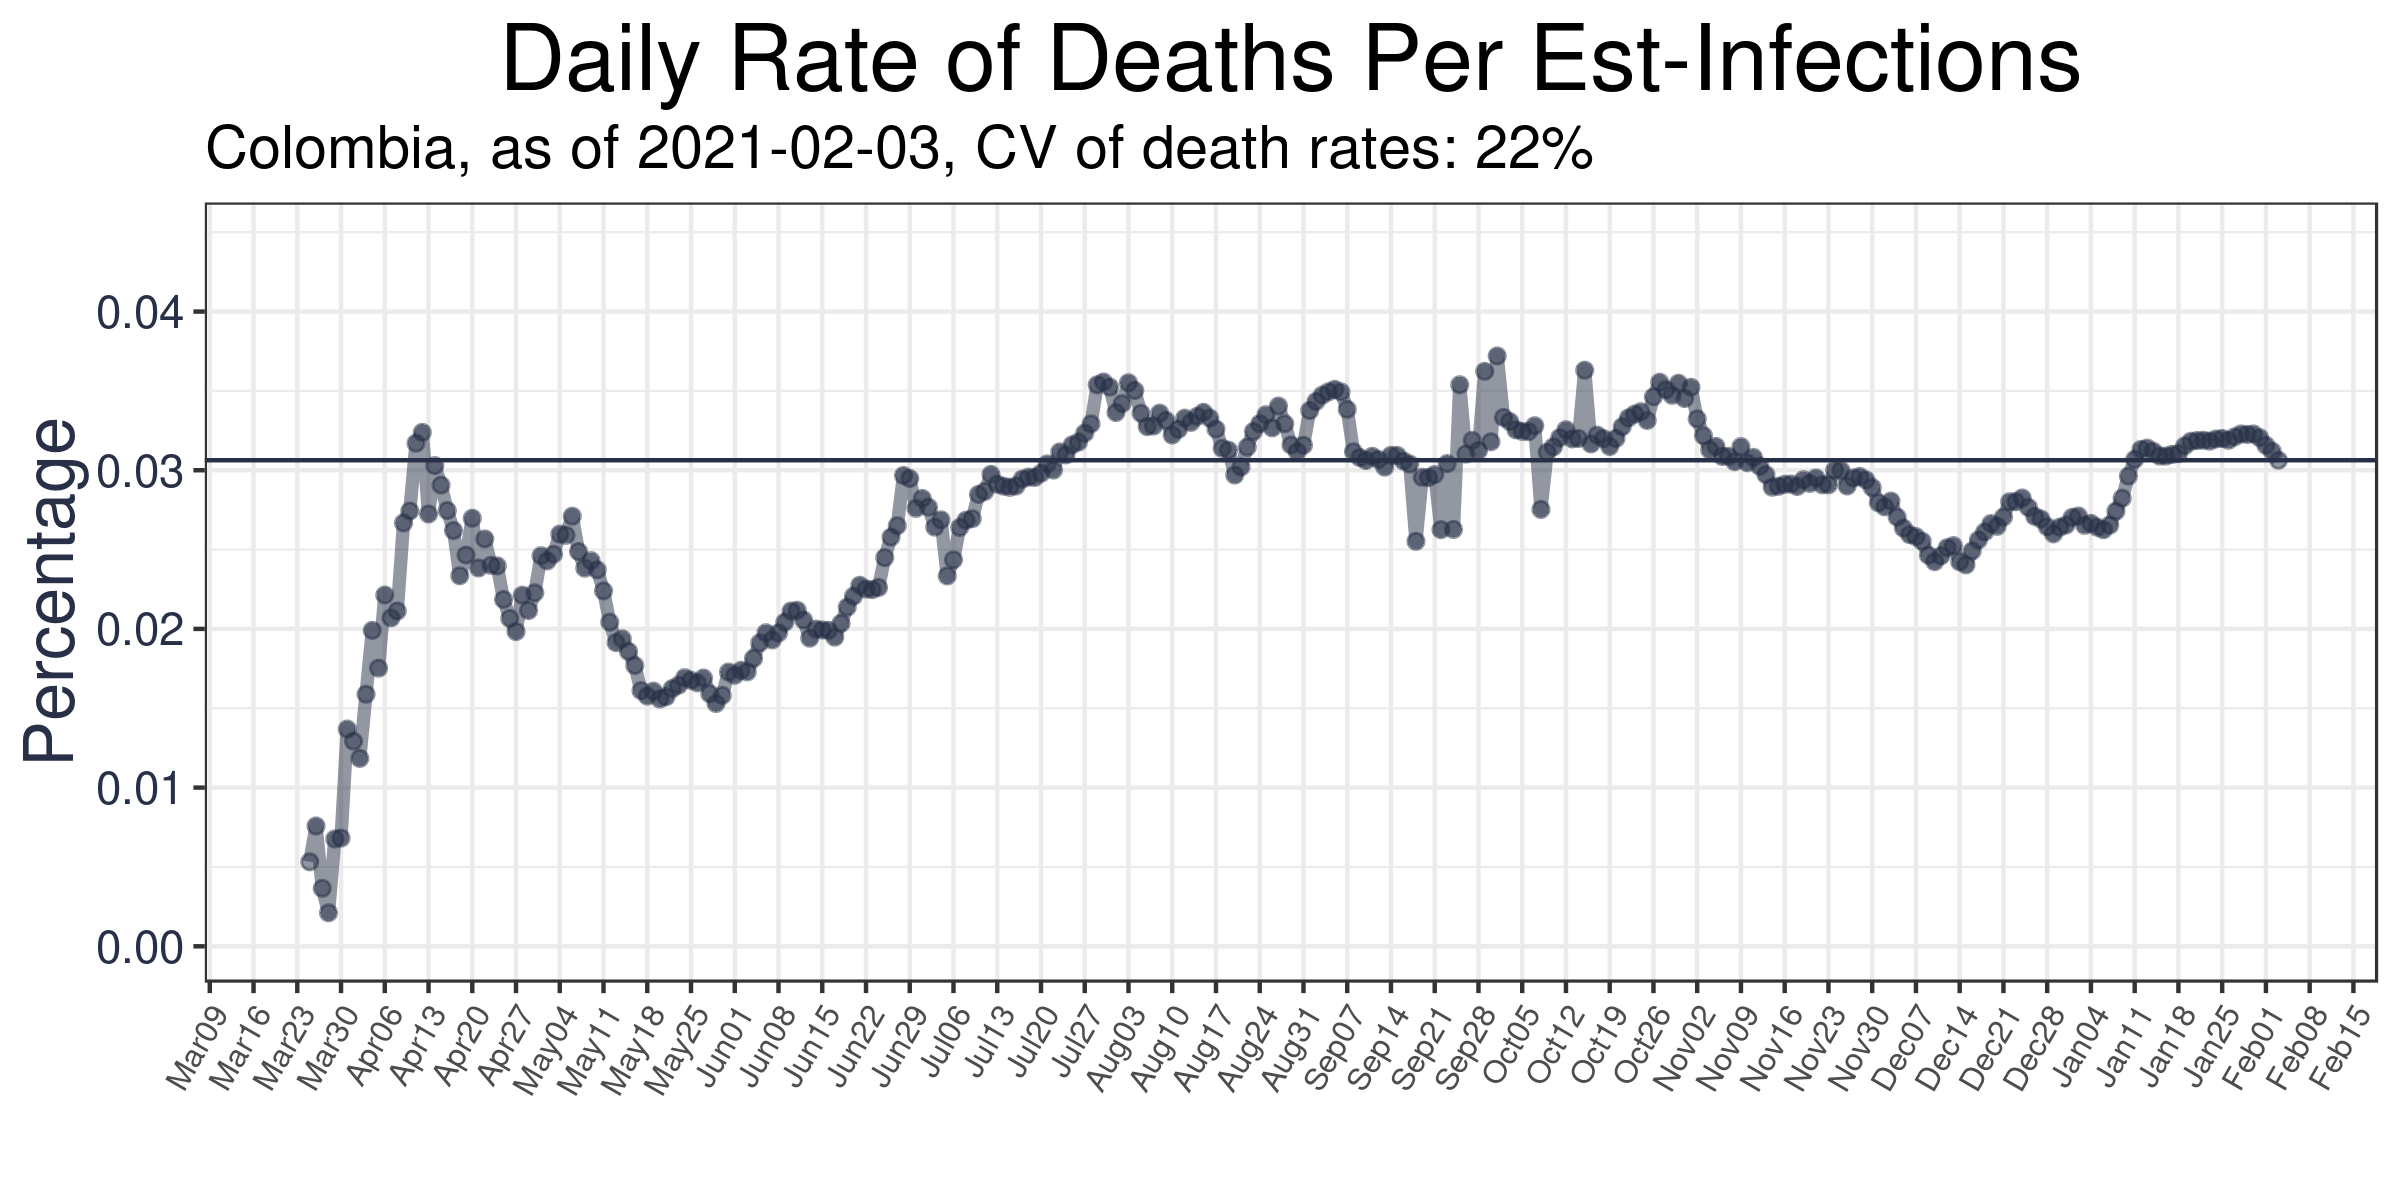 Daily Rate of Deaths Per Est-Infections
Colombia, as of 2021-02-03, CV of death rates: 22%
Percentage
0.04
0.03
0.02
0.01
0.00
Mar09 Mar16 Mar23 Mar30 Apr06 Apr13 Apr20 Apr27 May04 May11 May18 May25 Jun01 Jun08 Jun15 Jun22 Jun29 Jul06 Jul13 Jul20 Jul27 Aug03 Aug10 Aug17 Aug24 Aug31 Sep07 Sep14 Sep21 Sep28 Oct05 Oct12 Oct19 Oct26 Nov02 Nov09 Nov16 Nov23 Nov30 Dec07 Dec14 Dec21 Dec28 Jan04 Jan11 Jan18 Jan25 Feb01 Feb08 Feb15